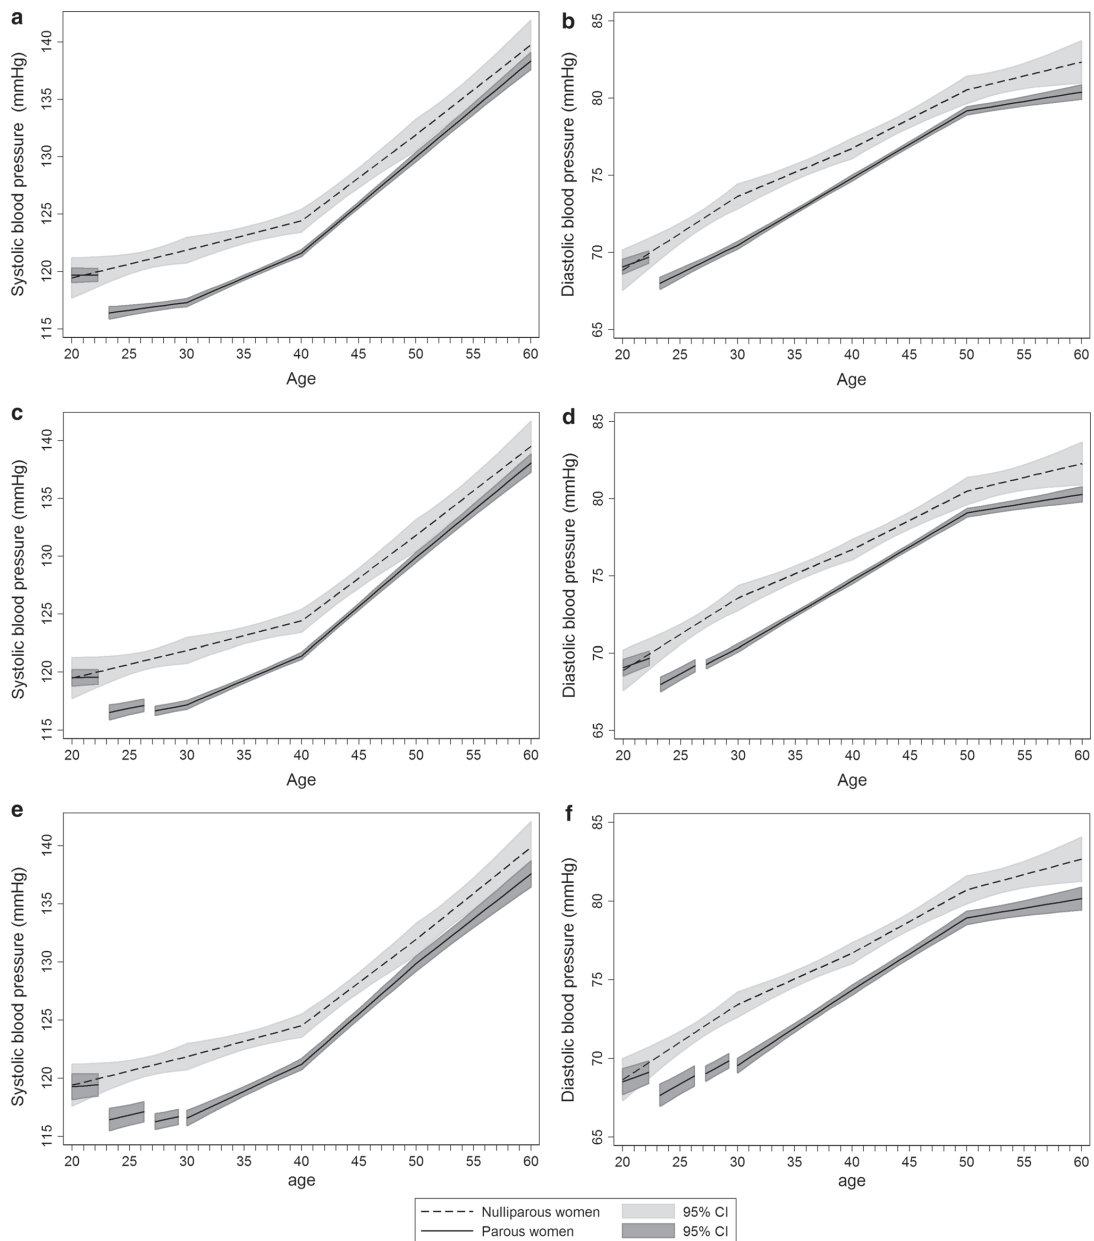 a
Systolic blood pressure (mmHg)
140
135
130
125
120
115
20 25 30 35 40 45 50 55 60
Age
b
Diastolic blood pressure (mmHg)
85
80
75
70
65
20 25 30 35 40 45 50 55 60
Age
c
Systolic blood pressure (mmHg)
140
135
130
125
120
115
20 25 30 35 40 45 50 55 60
Age
d
Diastolic blood pressure (mmHg)
85
80
75
70
65
20 25 30 35 40 45 50 55 60
Age
e
Systolic blood pressure (mmHg)
140
135
130
125
120
115
20 25 30 35 40 45 50 55 60
age
f
Diastolic blood pressure (mmHg)
85
80
75
70
65
20 25 30 35 40 45 50 55 60
age
Nulliparous women 95% CI
Parous women 95% CI